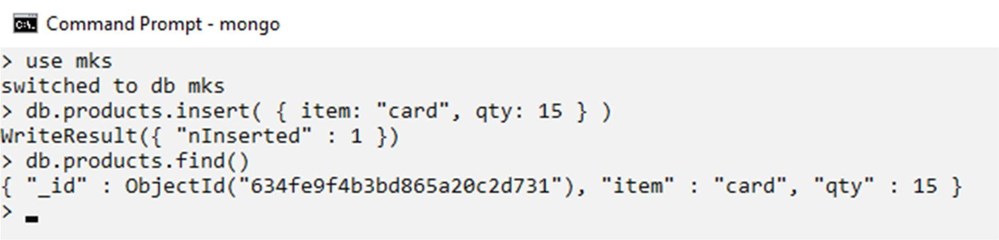 C:\. Command Prompt - mongo
> use mks
switched to db mks
> db.products.insert( { item: "card", qty: 15 } )
WriteResult({ "nInserted" : 1 })
> db.products.find()
{ "_id" : ObjectId("634fe9f4b3bd865a20c2d731"), "item" : "card", "qty" : 15 }
>